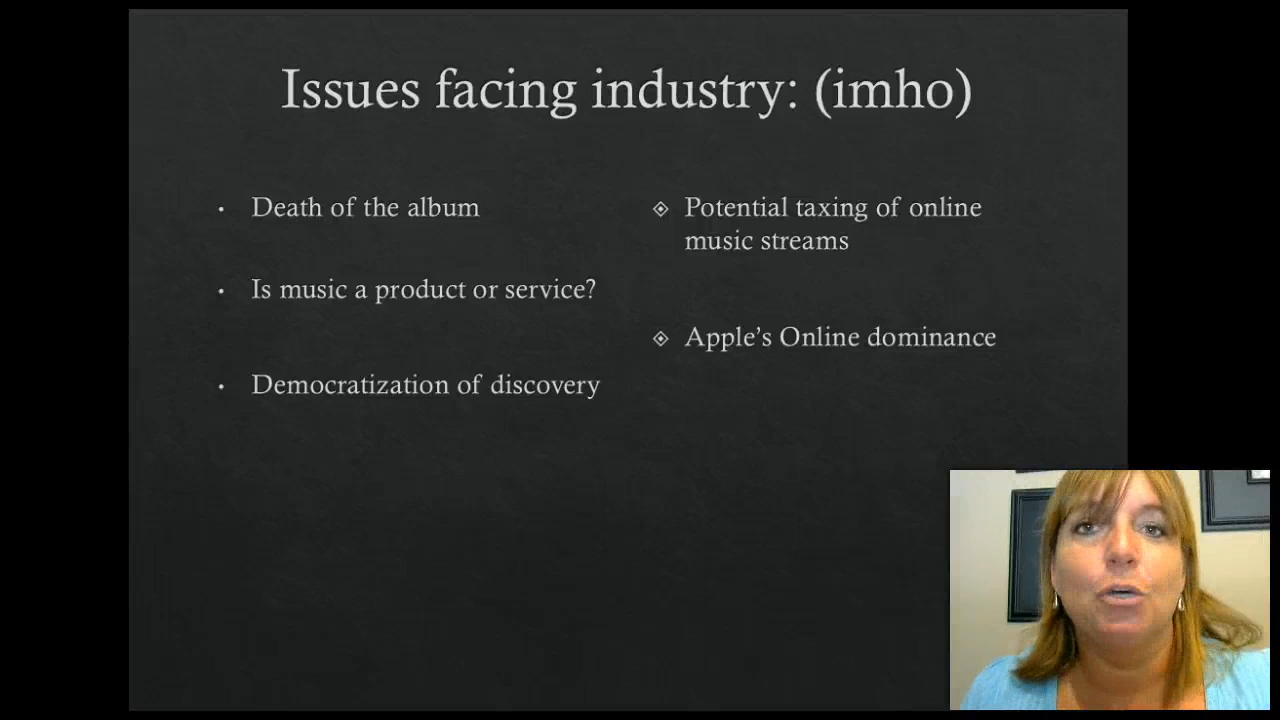 Issues facing industry: (imho)
Death of the album
Is music a product or service?
Democratization of discovery
Potential taxing of online
music streams
Apple’s Online dominance